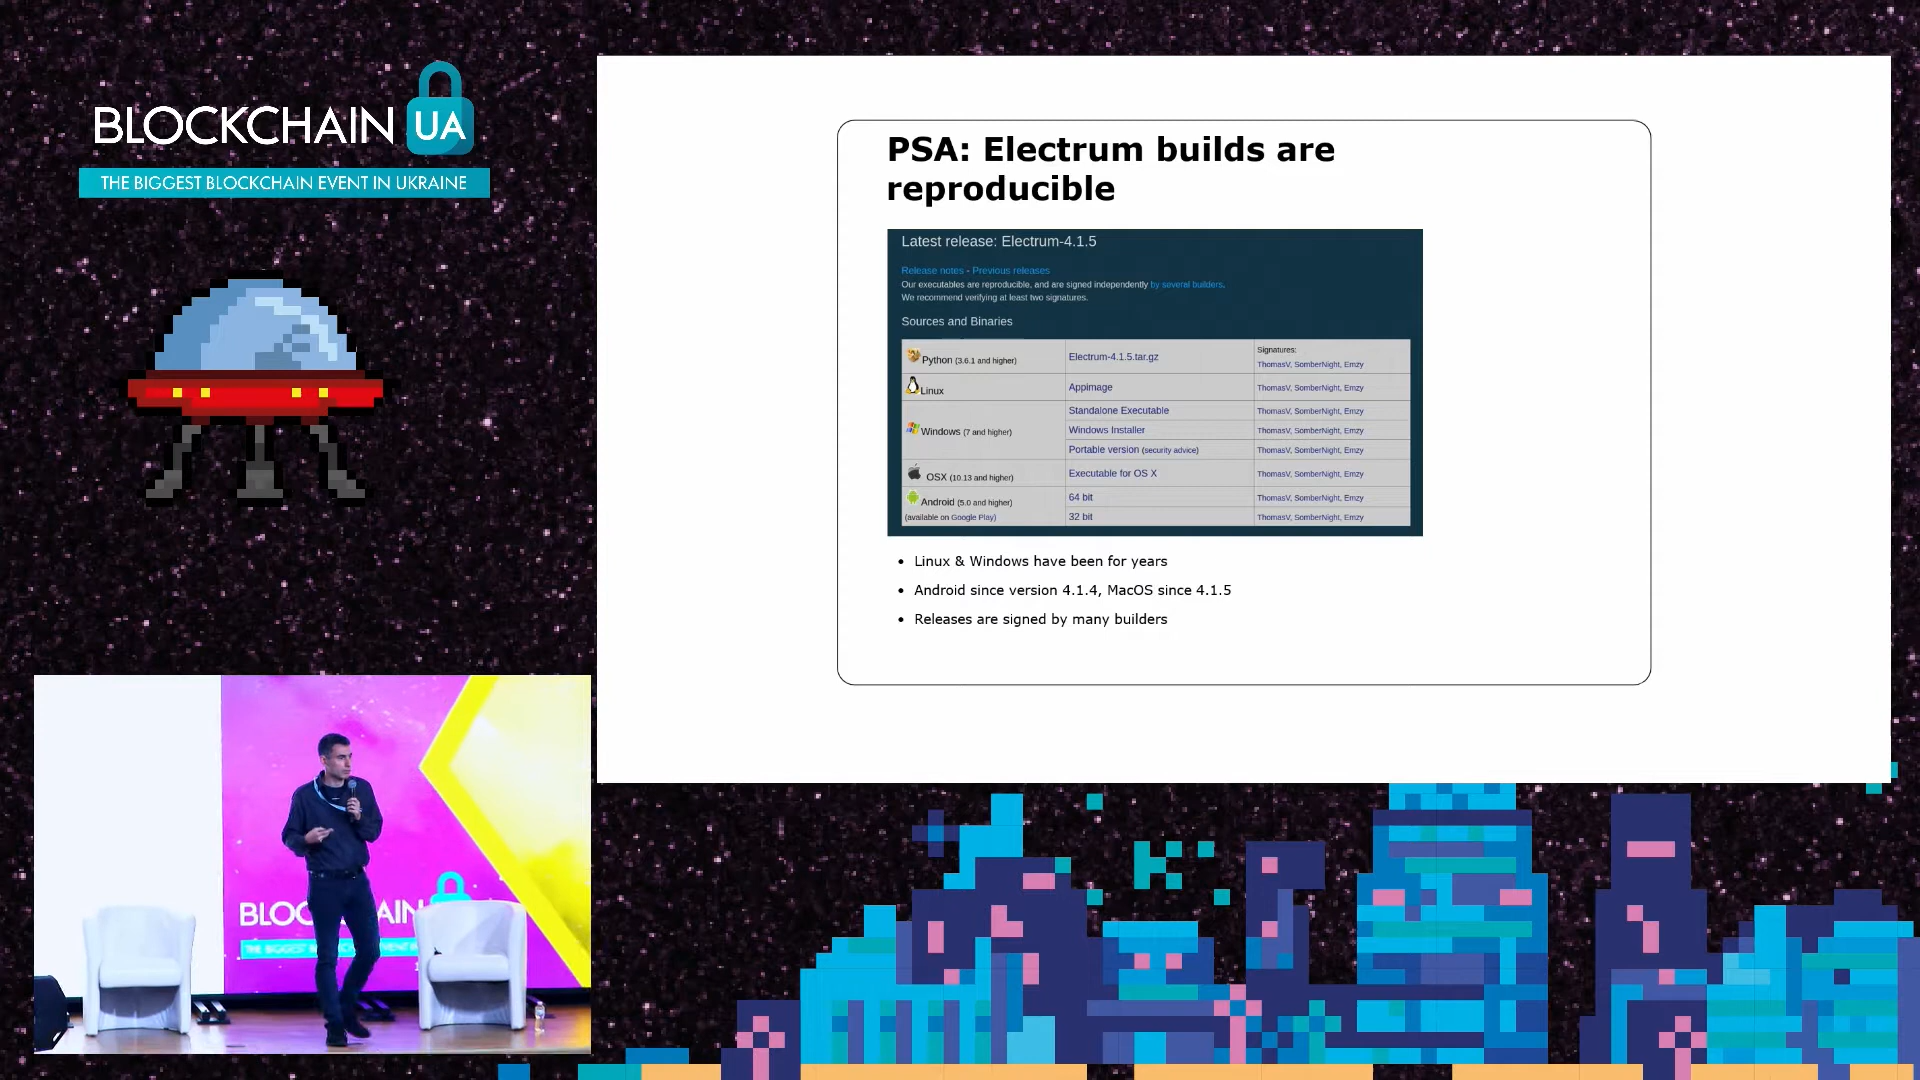 BLOCKCHAIN UA
THE BIGGEST BLOCKCHAIN EVENT IN UKRAINE
PSA: Electrum builds are
reproducible
Latest release: Electrum-4.1.5
Release notes - Previous releases
Our executables are reproducible, and are signed independently by several builders.
We recommend verifying at least two signatures.
Sources and Binaries
Python (3.6.1 and higher) Electrum-4.1.5.tar.gz Signatures:
ThomasV, SomberNight, Emzy
Linux Appimage ThomasV, SomberNight, Emzy
Standalone Executable ThomasV, SomberNight, Emzy
Windows (7 and higher) Windows Installer ThomasV, SomberNight, Emzy
Portable version (security advice) ThomasV, SomberNight, Emzy
OSX (10.13 and higher) Executable for OS X ThomasV, SomberNight, Emzy
Android (5.0 and higher) 64 bit ThomasV, SomberNight, Emzy
(available on Google Play) 32 bit ThomasV, SomberNight, Emzy
• Linux & Windows have been for years
• Android since version 4.1.4, MacOS since 4.1.5
• Releases are signed by many builders